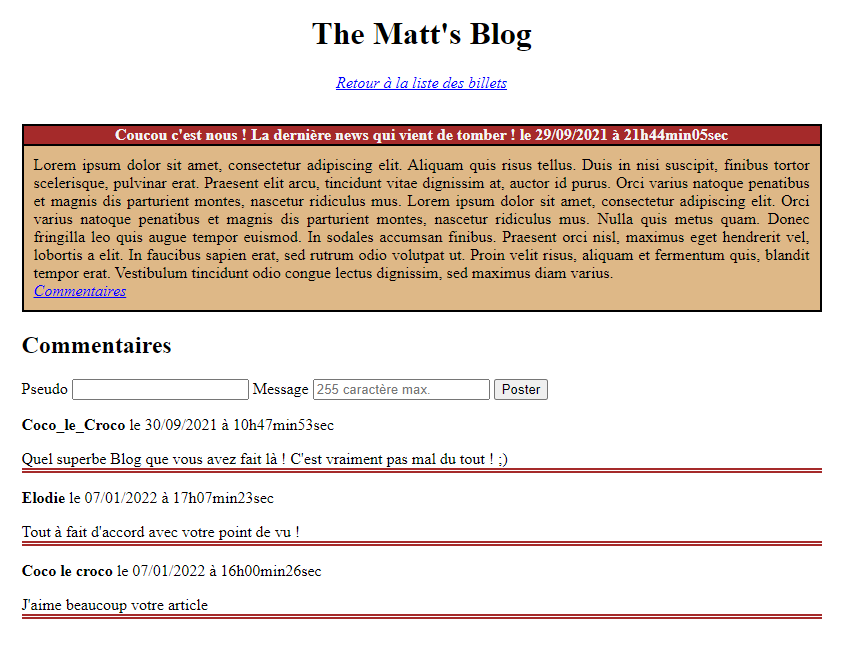 The Matt's Blog
Retour à la liste des billets
Coucou c'est nous ! La dernière news qui vient de tomber ! le 29/09/2021 à 21h44min05sec
Lorem ipsum dolor sit amet, consectetur adipiscing elit. Aliquam quis risus tellus. Duis in nisi suscipit, finibus tortor
scelerisque, pulvinar erat. Praesent elit arcu, tincidunt vitae dignissim at, auctor id purus. Orci varius natoque penatibus
et magnis dis parturient montes, nascetur ridiculus mus. Lorem ipsum dolor sit amet, consectetur adipiscing elit. Orci
varius natoque penatibus et magnis dis parturient montes, nascetur ridiculus mus. Nulla quis metus quam. Donec
fringilla leo quis augue tempor euismod. In sodales accumsan finibus. Praesent orci nisl, maximus eget hendrerit vel,
lobortis a elit. In faucibus sapien erat, sed rutrum odio volutpat ut. Proin velit risus, aliquam et fermentum quis, blandit
tempor erat. Vestibulum tincidunt odio congue lectus dignissim, sed maximus diam varius.
Commentaires
Commentaires
Pseudo Message 255 caractère max. Poster
Coco_le_Croco le 30/09/2021 à 10h47min53sec
Quel superbe Blog que vous avez fait là ! C'est vraiment pas mal du tout ! ;)
Elodie le 07/01/2022 à 17h07min23sec
Tout à fait d'accord avec votre point de vu !
Coco le croco le 07/01/2022 à 16h00min26sec
J'aime beaucoup votre article